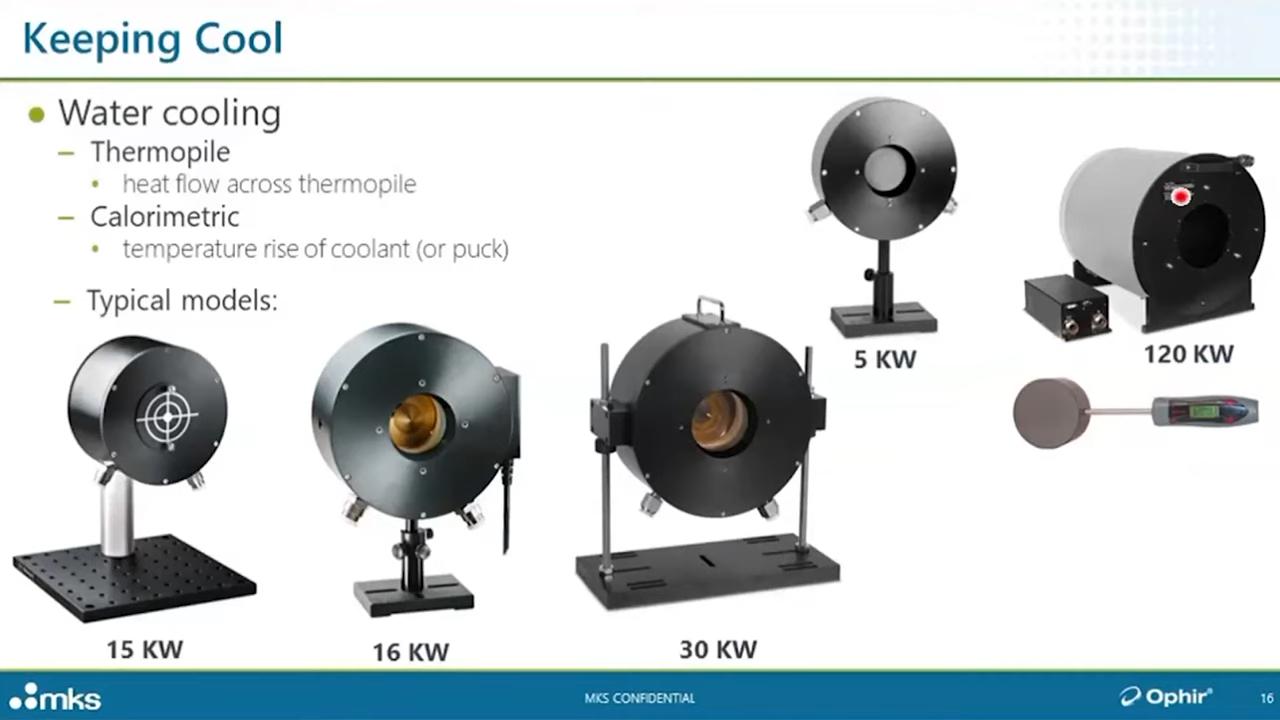 Keeping Cool
Water cooling
Thermopile
heat flow across thermopile
Calorimetric
temperature rise of coolant (or puck)
Typical models:
5 KW
120 KW
15 KW
16 KW
30 KW
mks
MKS CONFIDENTIAL
Ophir
16